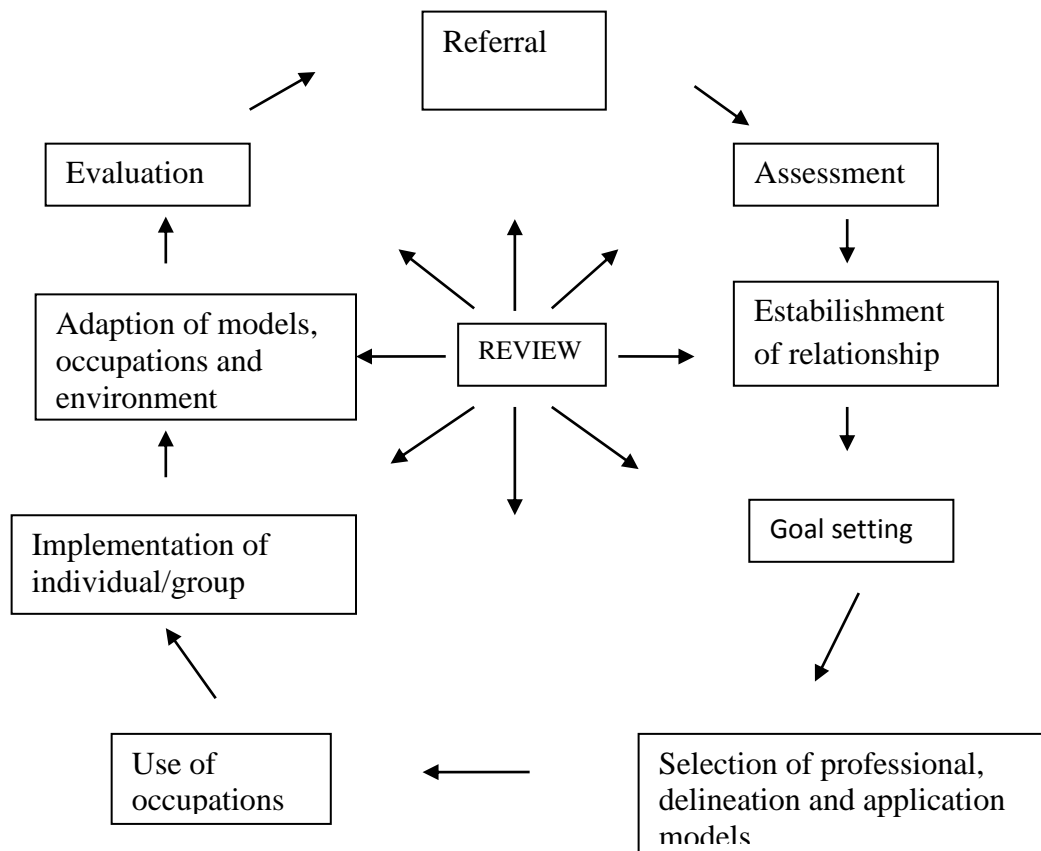 Referral
Evaluation
Assessment
Adaption of models,
occupations and
environment
REVIEW
Estabilishment
of relationship
Implementation of
individual/group
Goal setting
Use of
occupations
Selection of professional,
delineation and application
models